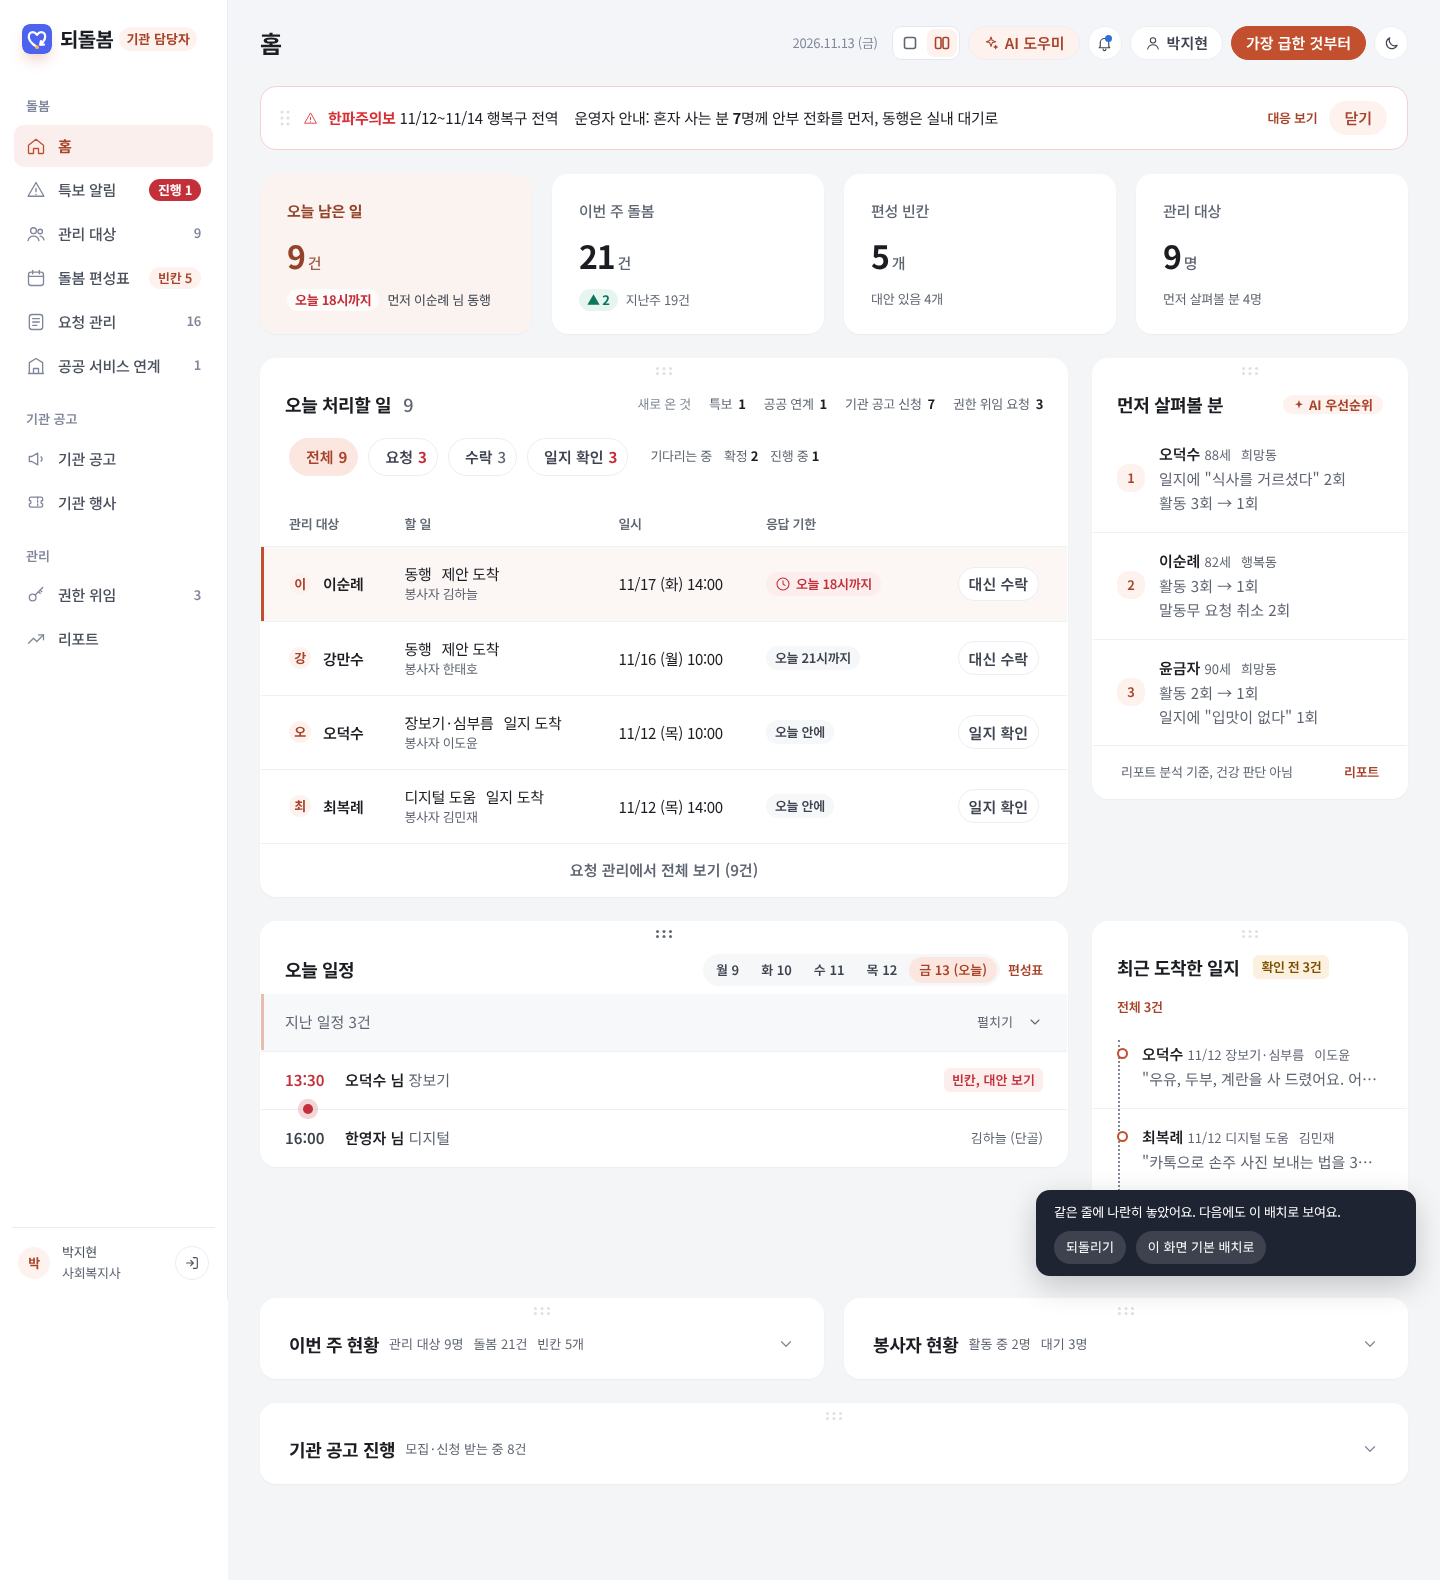 되돌봄 기관 담당자
돌봄
홈
특보 알림 진행 1
관리 대상 9
돌봄 편성표 빈칸 5
요청 관리 16
공공 서비스 연계 1
기관 공고
기관 공고
기관 행사
관리
권한 위임 3
리포트
박 박지현
사회복지사
홈
2026.11.13 (금) AI 도우미 박지현 가장 급한 것부터
한파주의보 11/12~11/14 행복구 전역 운영자 안내: 혼자 사는 분 7명께 안부 전화를 먼저, 동행은 실내 대기로 대응 보기 닫기
오늘 남은 일
9건
오늘 18시까지 먼저 이순례 님 동행
이번 주 돌봄
21건
▲2 지난주 19건
편성 빈칸
5개
대안 있음 4개
관리 대상
9명
먼저 살펴볼 분 4명
오늘 처리할 일 9 새로 온 것 특보 1 공공 연계 1 기관 공고 신청 7 권한 위임 요청 3
전체 9 요청 3 수락 3 일지 확인 3 기다리는 중 확정 2 진행 중 1
관리 대상 할 일 일시 응답 기한
이 이순례 동행 제안 도착 11/17 (화) 14:00 오늘 18시까지 대신 수락
봉사자 김하늘
강 강만수 동행 제안 도착 11/16 (월) 10:00 오늘 21시까지 대신 수락
봉사자 한태호
오 오덕수 장보기·심부름 일지 도착 11/12 (목) 10:00 오늘 안에 일지 확인
봉사자 이도윤
최 최복례 디지털 도움 일지 도착 11/12 (목) 14:00 오늘 안에 일지 확인
봉사자 김민재
요청 관리에서 전체 보기 (9건)
먼저 살펴볼 분 AI 우선순위
1 오덕수 88세 희망동
일지에 "식사를 거르셨다" 2회
활동 3회 → 1회
2 이순례 82세 행복동
활동 3회 → 1회
말동무 요청 취소 2회
3 윤금자 90세 희망동
활동 2회 → 1회
일지에 "입맛이 없다" 1회
리포트 분석 기준, 건강 판단 아님 리포트
오늘 일정 월 9 화 10 수 11 목 12 금 13 (오늘) 편성표
지난 일정 3건 펼치기
13:30 오덕수 님 장보기 빈칸, 대안 보기
16:00 한영자 님 디지털 김하늘 (단골)
최근 도착한 일지 확인 전 3건
전체 3건
오덕수 11/12 장보기·심부름 이도윤
"우유, 두부, 계란을 사 드렸어요. 어…
최복례 11/12 디지털 도움 김민재
"카톡으로 손주 사진 보내는 법을 3…
같은 줄에 나란히 놓았어요. 다음에도 이 배치로 보여요.
되돌리기 이 화면 기본 배치로
이번 주 현황 관리 대상 9명 돌봄 21건 빈칸 5개
봉사자 현황 활동 중 2명 대기 3명
기관 공고 진행 모집·신청 받는 중 8건